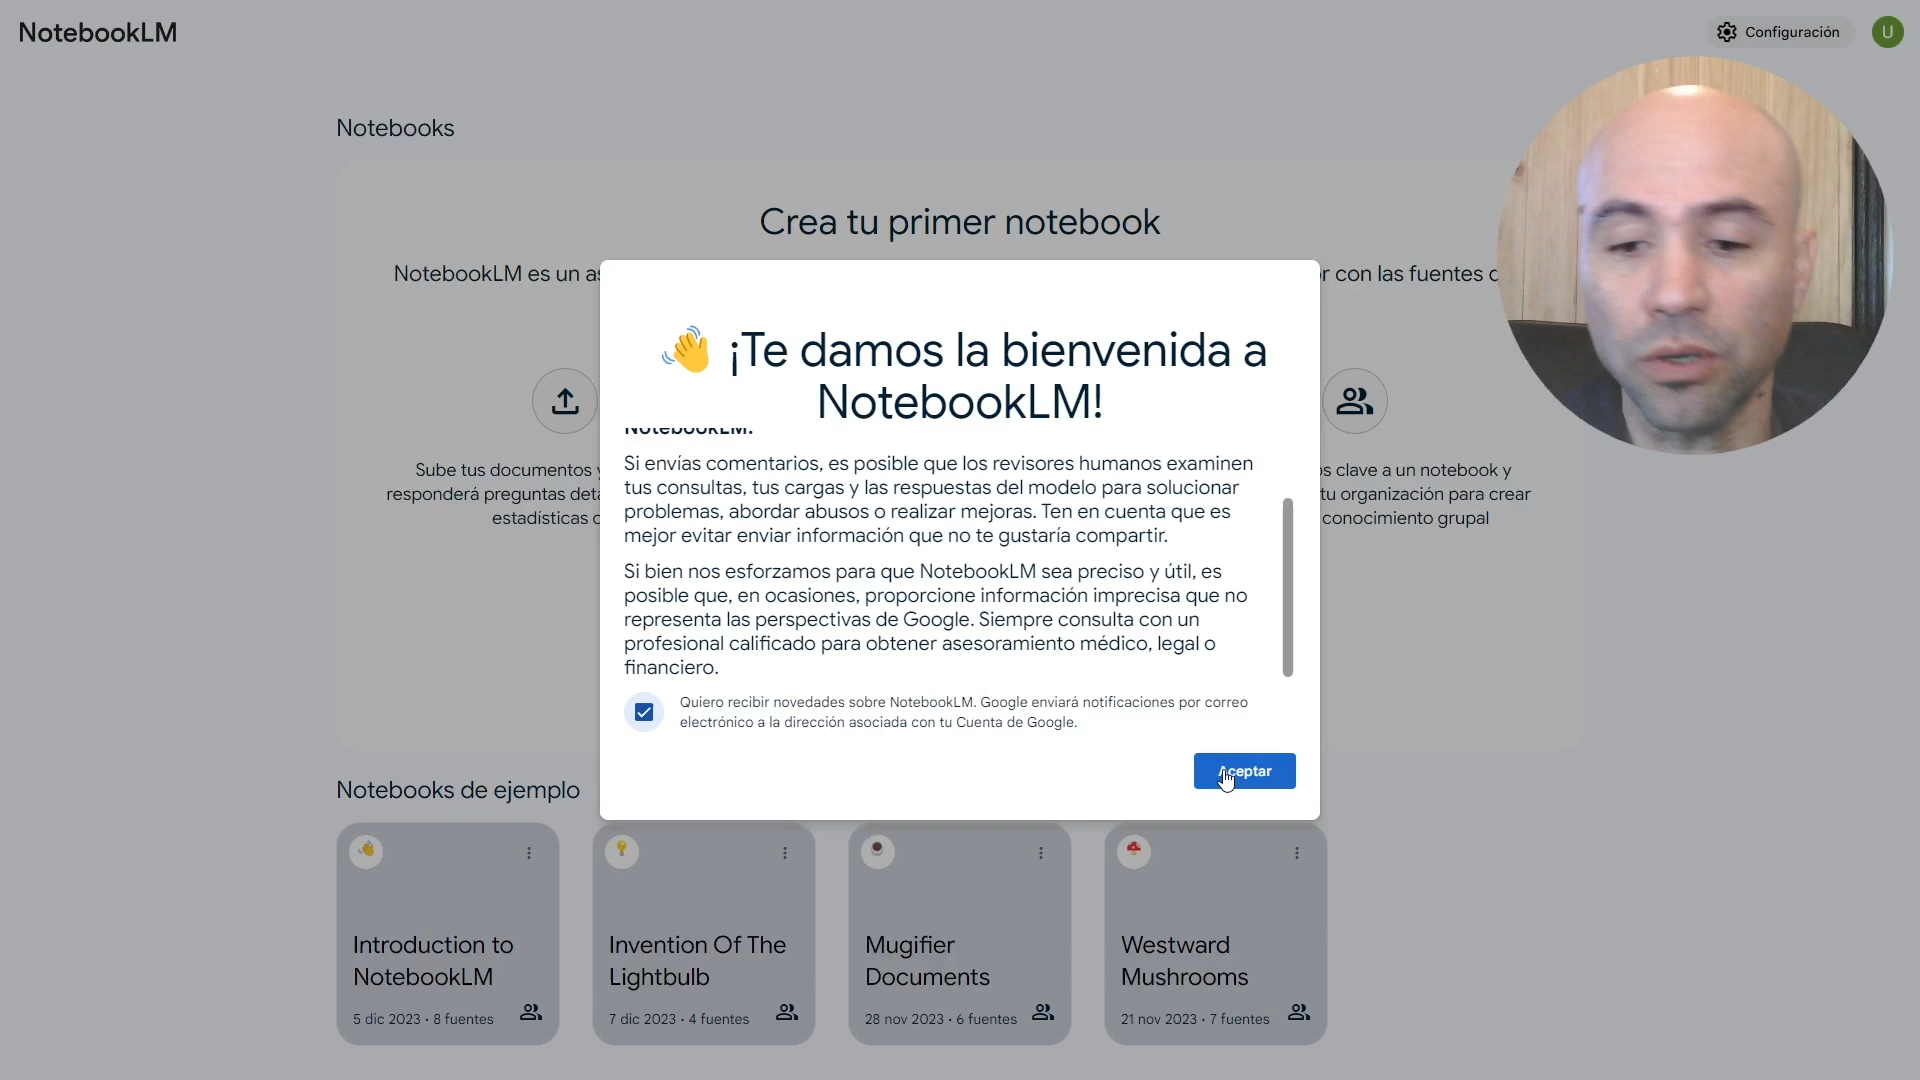 NotebookLM
Configuración
U
Notebooks
Crea tu primer notebook
NotebookLM es un as
r con las fuentes
👋 ¡Te damos la bienvenida a
NotebookLM!
NotebookLM.
Si envías comentarios, es posible que los revisores humanos examinen
tus consultas, tus cargas y las respuestas del modelo para solucionar
problemas, abordar abusos o realizar mejoras. Ten en cuenta que es
mejor evitar enviar información que no te gustaría compartir.
Si bien nos esforzamos para que NotebookLM sea preciso y útil, es
posible que, en ocasiones, proporcione información imprecisa que no
representa las perspectivas de Google. Siempre consulta con un
profesional calificado para obtener asesoramiento médico, legal o
financiero.
Quiero recibir novedades sobre NotebookLM. Google enviará notificaciones por correo
electrónico a la dirección asociada con tu Cuenta de Google.
Aceptar
Sube tus documentos y
responderá preguntas deta
estadísticas
s clave a un notebook y
tu organización para crear
conocimiento grupal
Notebooks de ejemplo
Introduction to
NotebookLM
5 dic 2023 • 8 fuentes
Invention Of The
Lightbulb
7 dic 2023 • 4 fuentes
Mugifier
Documents
28 nov 2023 • 6 fuentes
Westward
Mushrooms
21 nov 2023 • 7 fuentes